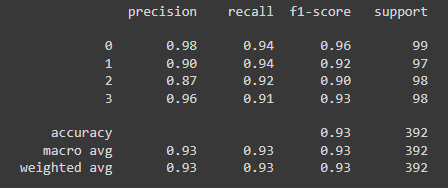 precision recall f1-score support
0 0.98 0.94 0.96 99
1 0.90 0.94 0.92 97
2 0.87 0.92 0.90 98
3 0.96 0.91 0.93 98
accuracy 0.93 392
macro avg 0.93 0.93 0.93 392
weighted avg 0.93 0.93 0.93 392